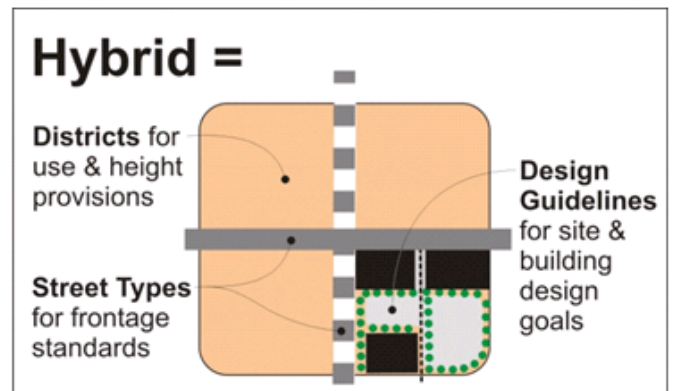 Hybrid =
Districts for
use & height
provisions
Street Types
for frontage
standards
Design
Guidelines
for site &
building
design
goals